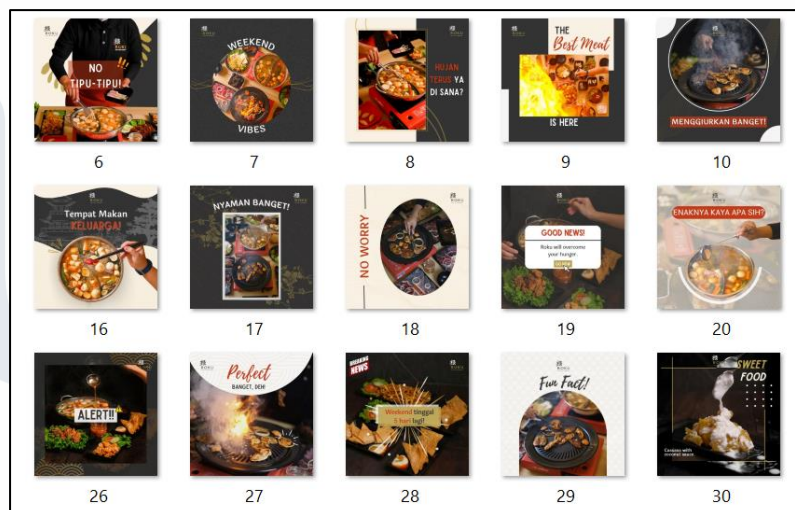 NO
TIPU-TIPU!
6
WEEKEND
VIBES
7
HUJAN
TERUS YA
DI SANA?
8
THE
Best Meat
IS HERE
9
MENGGIURKAN BANGET!
10
Tempat Makan
KELUARGA!
16
NYAMAN BANGET!
17
NO WORRY
18
GOOD NEWS!
Roku will overcome
your hunger.
19
ENAKNYA KAYA APA SIH?
20
ALERT!!
26
Perfect
BANGET, DEH!
27
BREAKING
NEWS
Weekend tinggal
3 hari lagi!
28
Fun Fact!
29
SWEET
FOOD
30